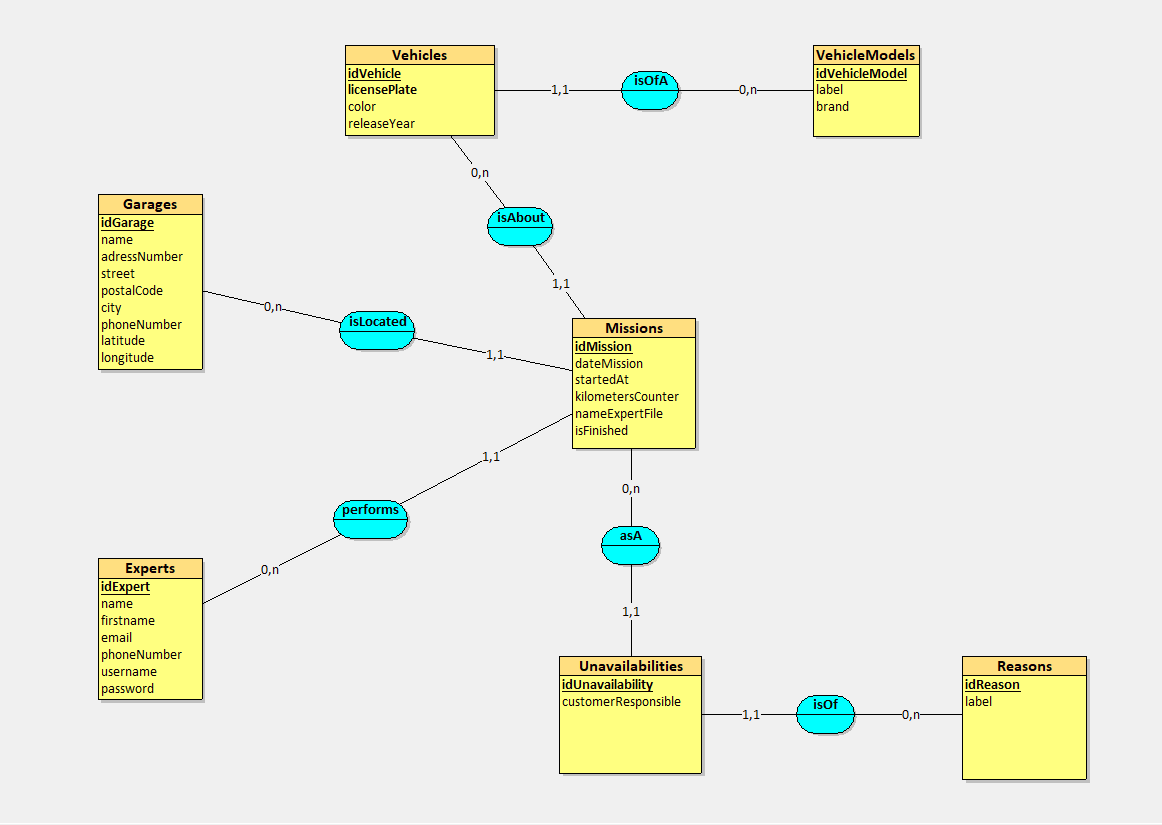 Vehicles
idVehicle
licensePlate
color
releaseYear
1,1
isOfA
0,n
VehicleModels
idVehicleModel
label
brand
0,n
isAbout
1,1
Garages
idGarage
name
adressNumber
street
postalCode
city
phoneNumber
latitude
longitude
0,n
isLocated
1,1
Missions
idMission
dateMission
startedAt
kilometersCounter
nameExpertFile
isFinished
1,1
performs
0,n
Experts
idExpert
name
firstname
email
phoneNumber
username
password
0,n
asA
1,1
Unavailabilities
idUnavailability
customerResponsible
1,1
isOf
0,n
Reasons
idReason
label